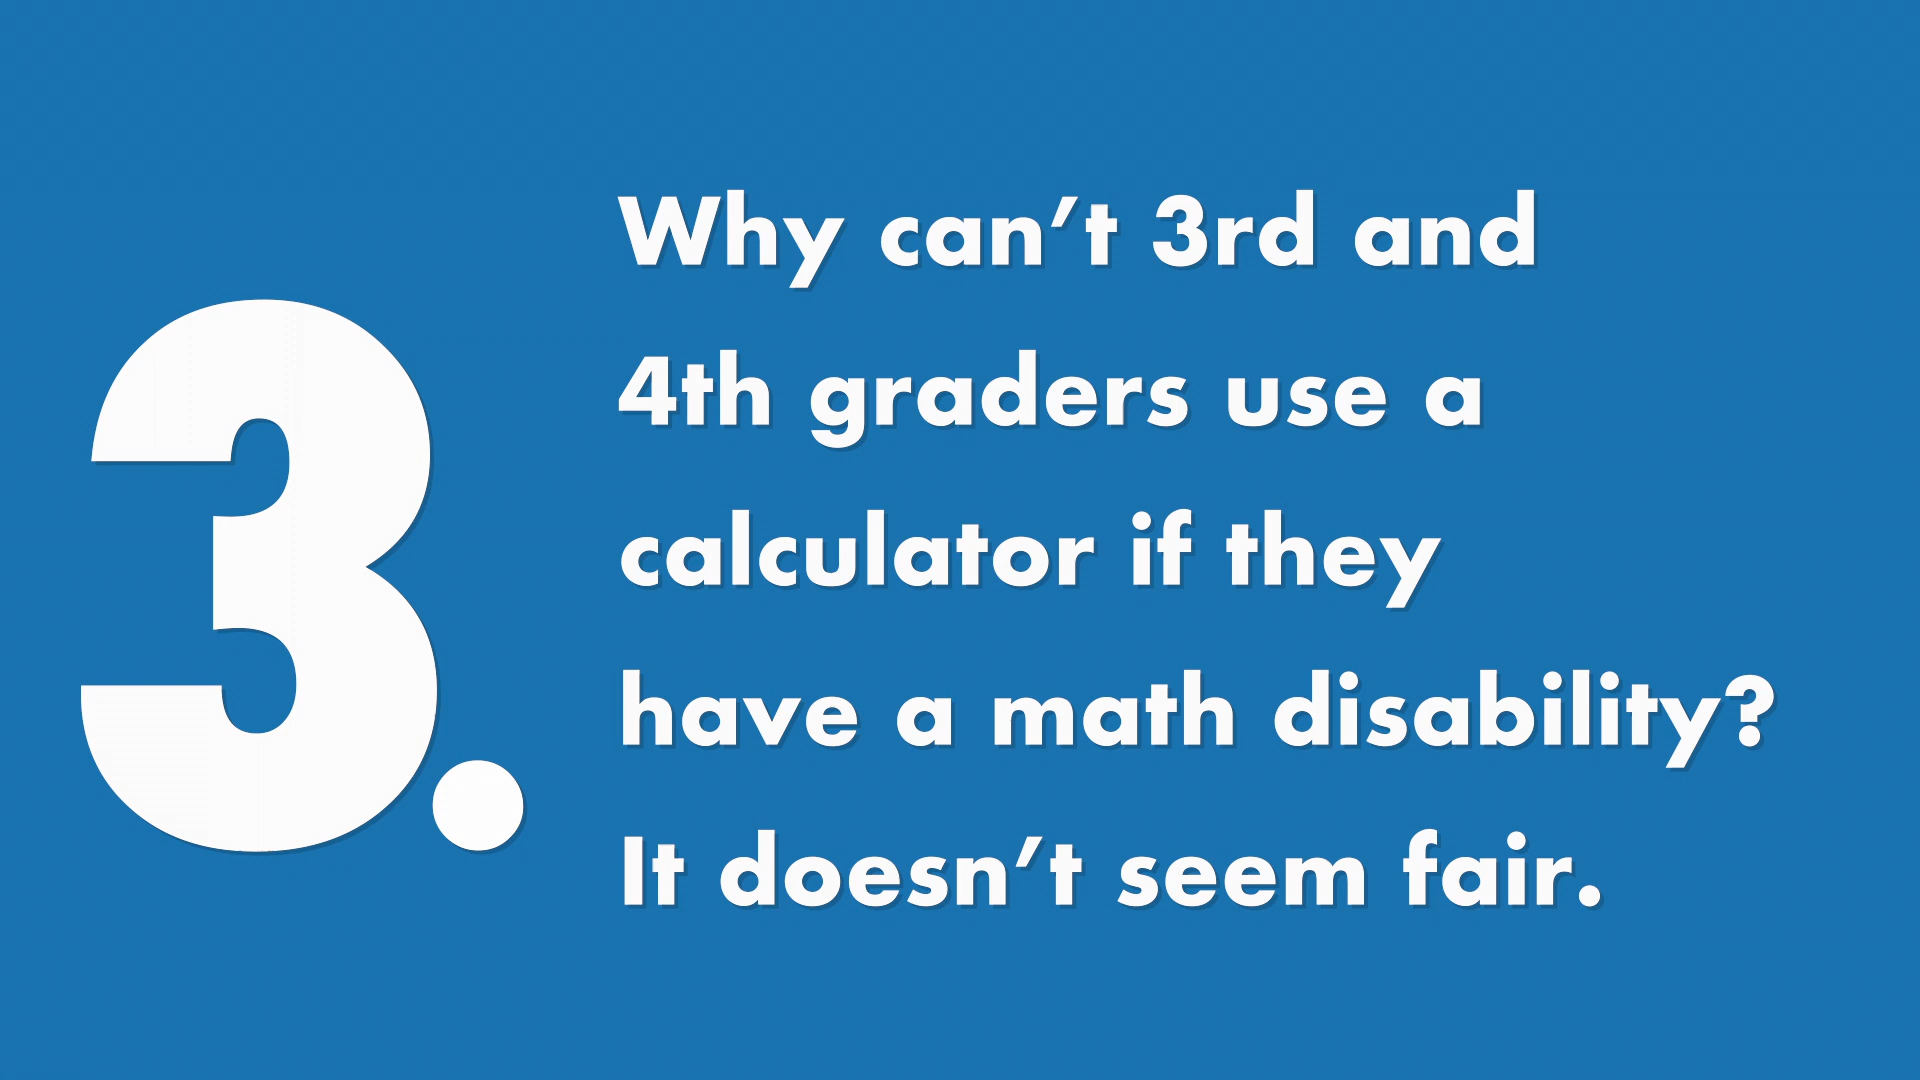 3.
Why can’t 3rd and
4th graders use a
calculator if they
have a math disability?
It doesn’t seem fair.